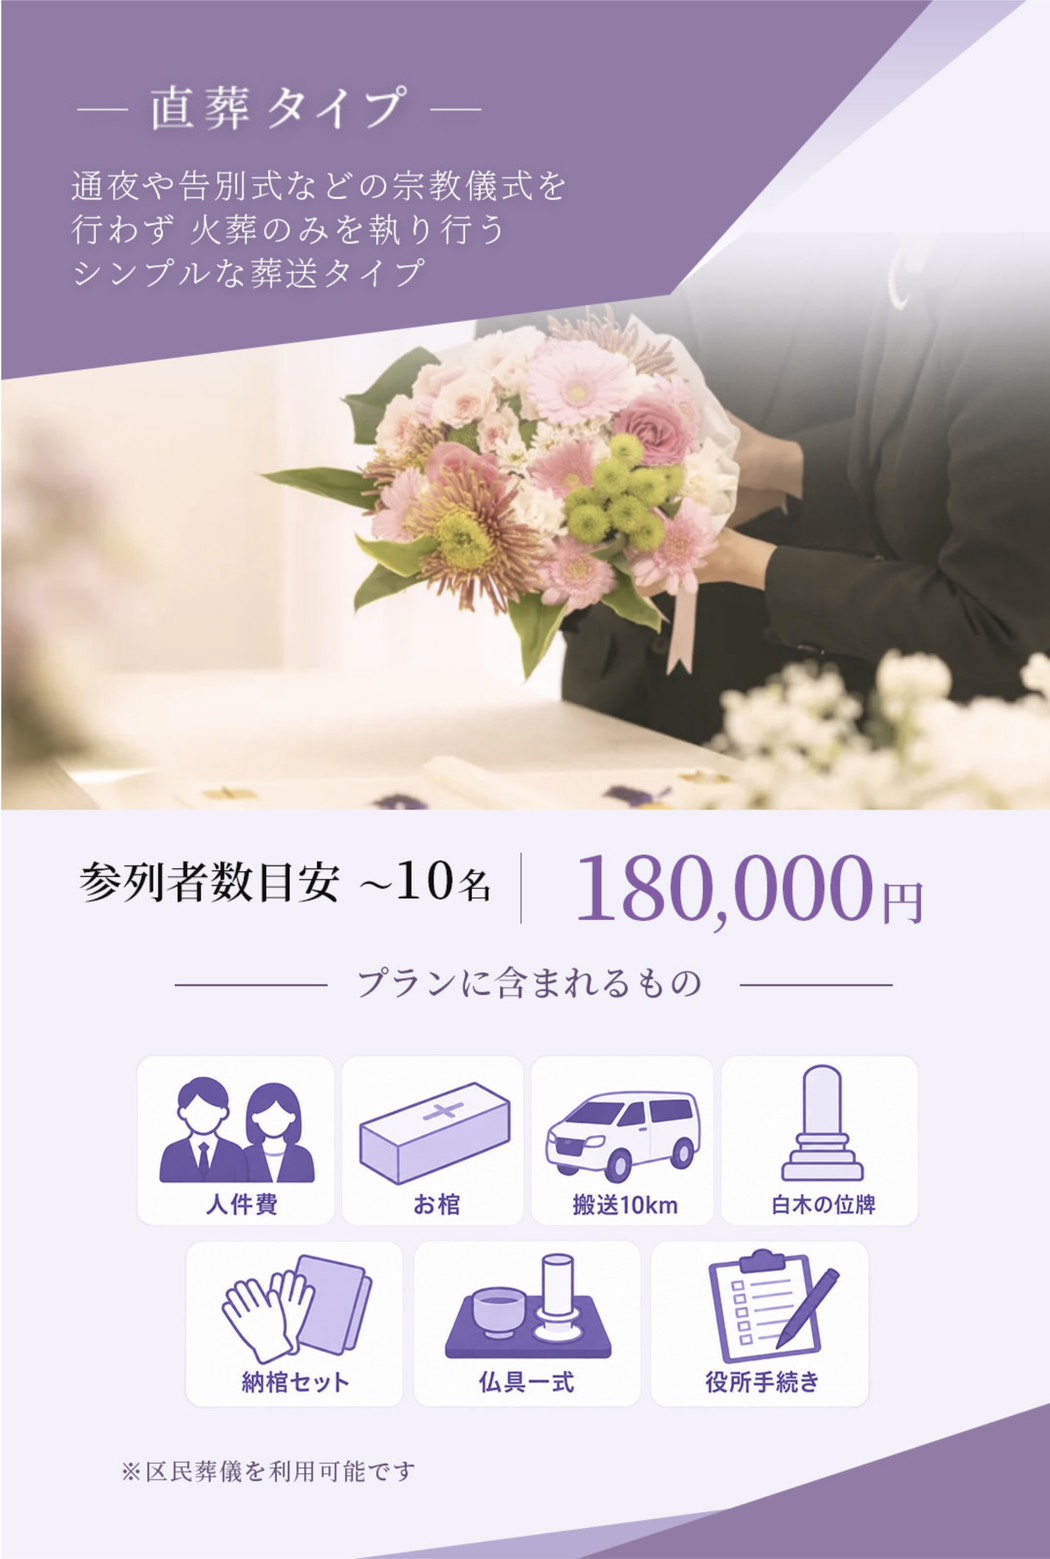 直葬タイプ
通夜や告別式などの宗教儀式を
行わず 火葬のみを執り行う
シンプルな葬送タイプ
参列者数目安 ～10名
180,000円
プランに含まれるもの
人件費
お棺
搬送10km
白木の位牌
納棺セット
仏具一式
役所手続き
※区民葬儀を利用可能です